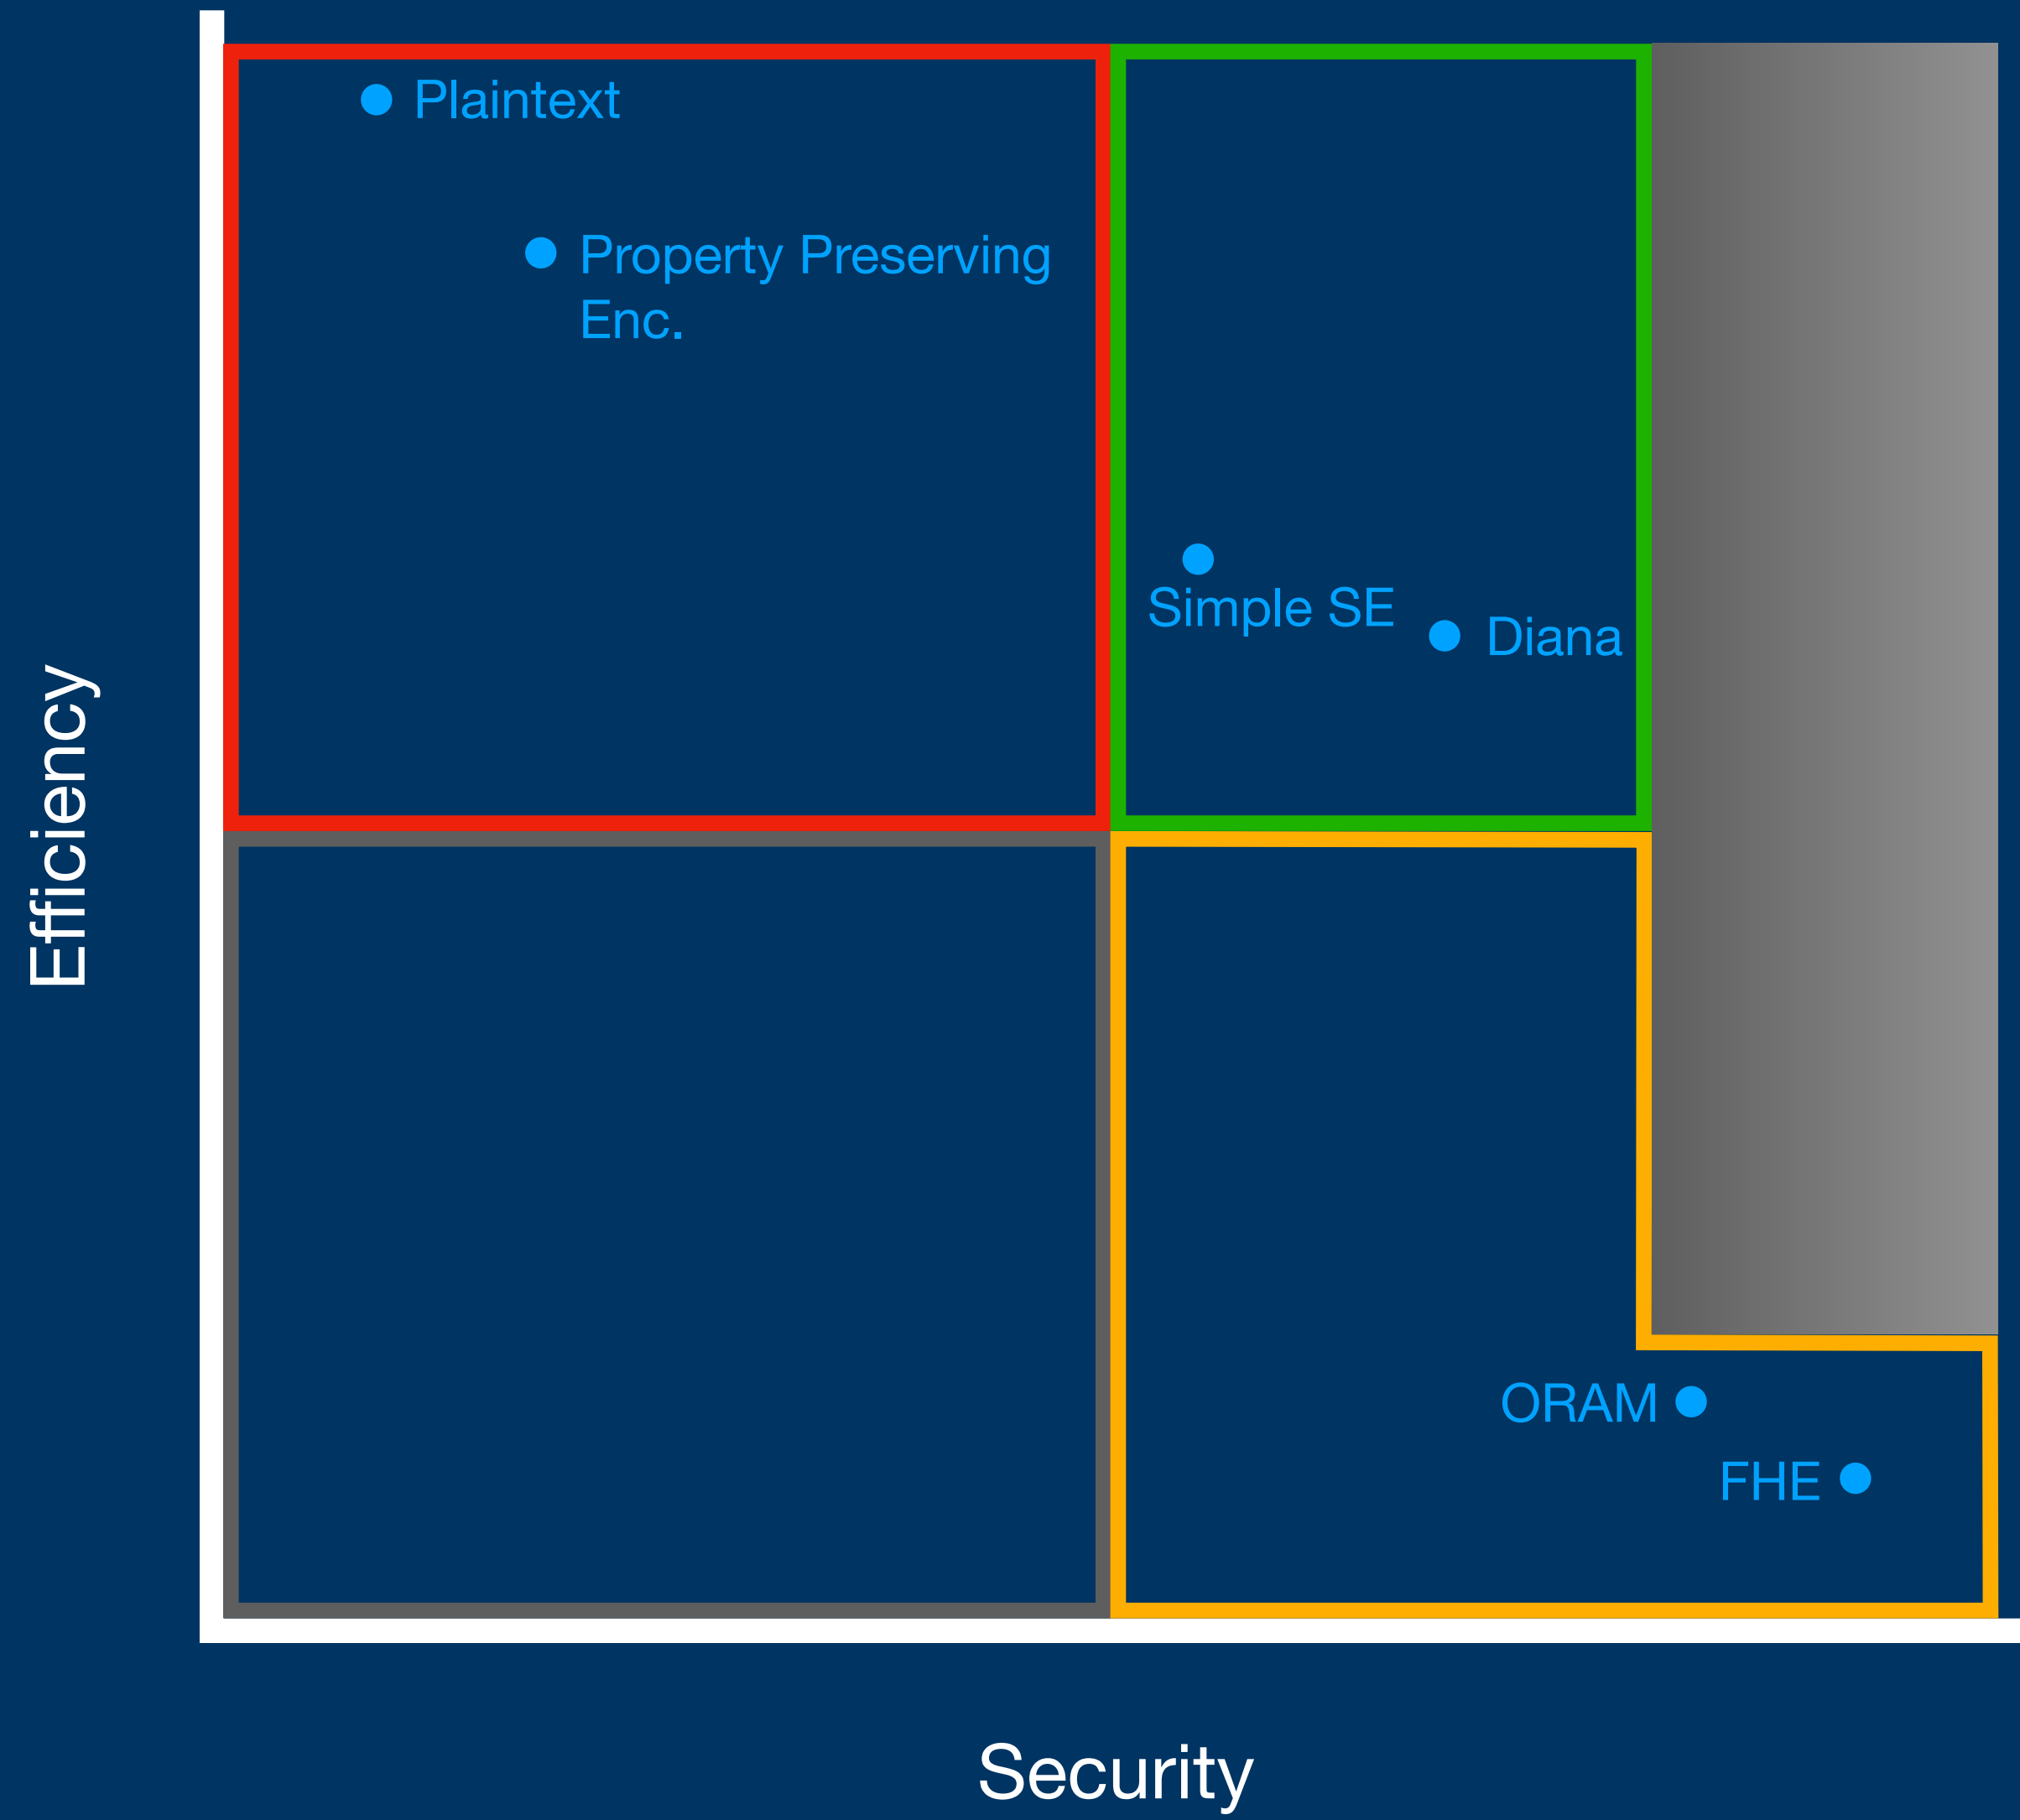 Plaintext
Property Preserving
Enc.
Simple SE
Diana
Efficiency
ORAM
FHE
Security